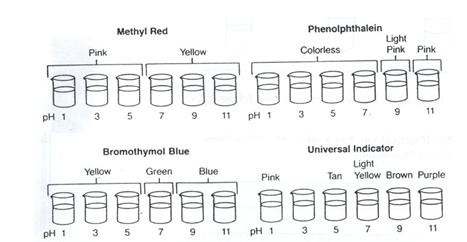 Methyl Red
Pink Yellow
pH 1 3 5 7 9 11
Phenolphthalein
Colorless Light Pink Pink
pH 1 3 5 7 9 11
Bromothymol Blue
Yellow Green Blue
pH 1 3 5 7 9 11
Universal Indicator
Pink Tan Light Yellow Brown Purple
pH 1 3 5 7 9 11